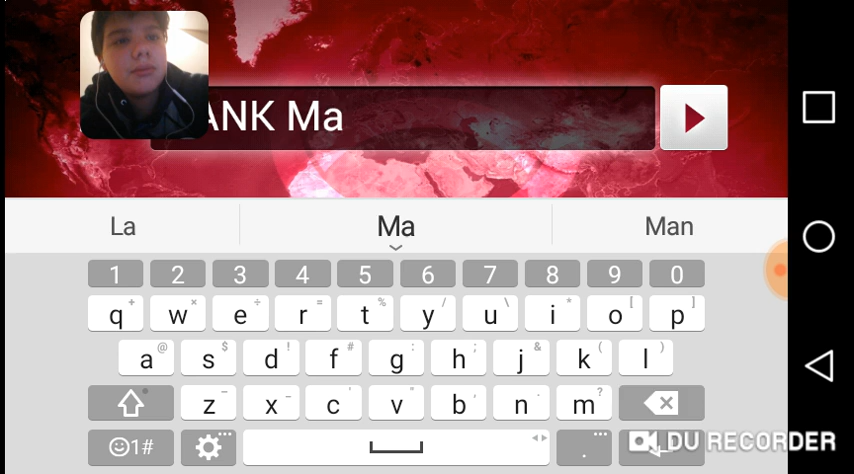 ANK Ma
La Ma Man
1 2 3 4 5 6 7 8 9 0
q + w × e ÷ r = t % y / u \ i * o [ p ]
a @ s $ d ! f # g : h ; j & k ( l )
z x c v b n m ?
1# .
DU RECORDER